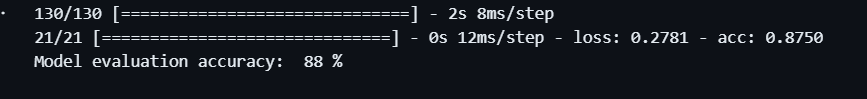 130/130 [==============================] - 2s 8ms/step
21/21 [==============================] - 0s 12ms/step - loss: 0.2781 - acc: 0.8750
Model evaluation accuracy:  88 %